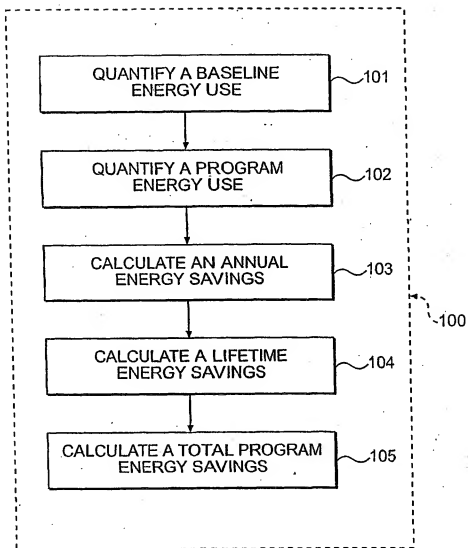 QUANTIFY A BASELINE
ENERGY USE
101
QUANTIFY A PROGRAM
ENERGY USE
102
CALCULATE AN ANNUAL
ENERGY SAVINGS
103
100
CALCULATE A LIFETIME
ENERGY SAVINGS
104
CALCULATE A TOTAL PROGRAM
ENERGY SAVINGS
105